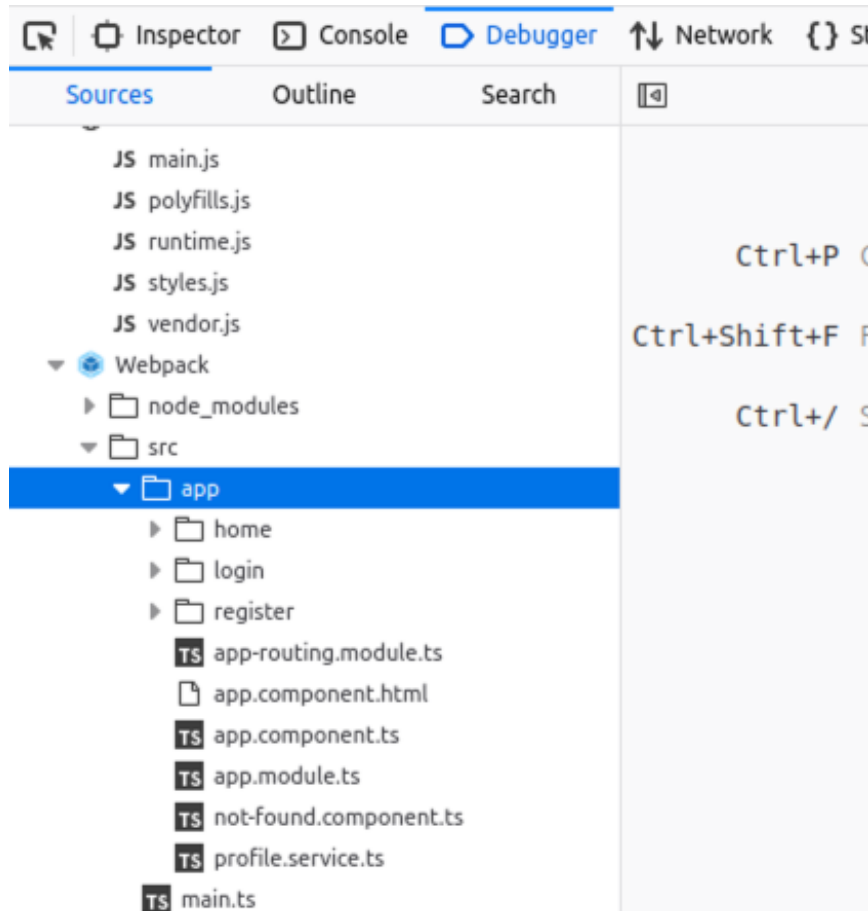 Inspector Console Debugger Network {}
Sources Outline Search
JS main.js
JS polyfills.js
Ctrl+P
JS runtime.js
JS styles.js
Ctrl+Shift+F
JS vendor.js
Webpack
node_modules
Ctrl+/
src
app
home
login
register
TS app-routing.module.ts
app.component.html
TS app.component.ts
TS app.module.ts
TS not-found.component.ts
TS profile.service.ts
TS main.ts